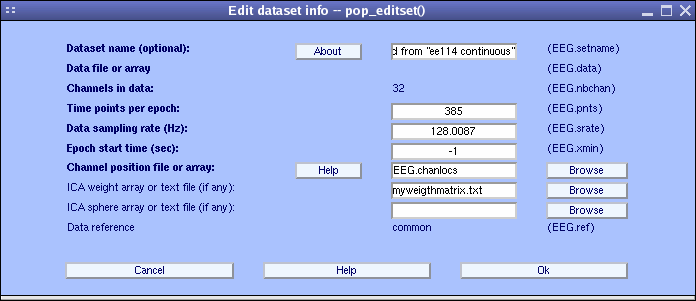 Edit dataset info -- pop_editset()
Dataset name (optional): About d from "ee114 continuous" (EEG.setname)
Data file or array (EEG.data)
Channels in data: 32 (EEG.nbchan)
Time points per epoch: 385 (EEG.pnts)
Data sampling rate (Hz): 128.0087 (EEG.srate)
Epoch start time (sec): -1 (EEG.xmin)
Channel position file or array: Help EEG.chanlocs Browse
ICA weight array or text file (if any): myweigthmatrix.txt Browse
ICA sphere array or text file (if any): Browse
Data reference common (EEG.ref)
Cancel Help Ok